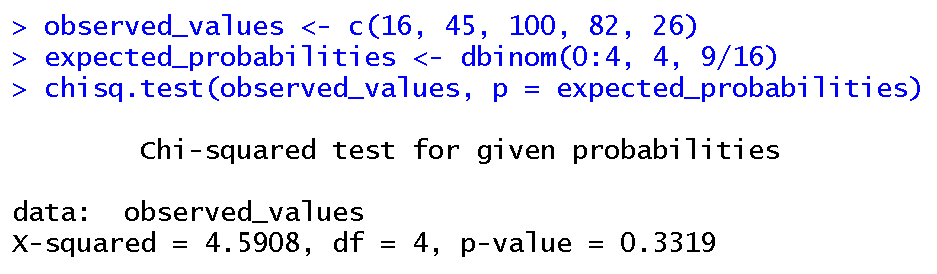 > observed_values <- c(16, 45, 100, 82, 26)
> expected_probabilities <- dbinom(0:4, 4, 9/16)
> chisq.test(observed_values, p = expected_probabilities)
Chi-squared test for given probabilities
data:  observed_values
X-squared = 4.5908, df = 4, p-value = 0.3319